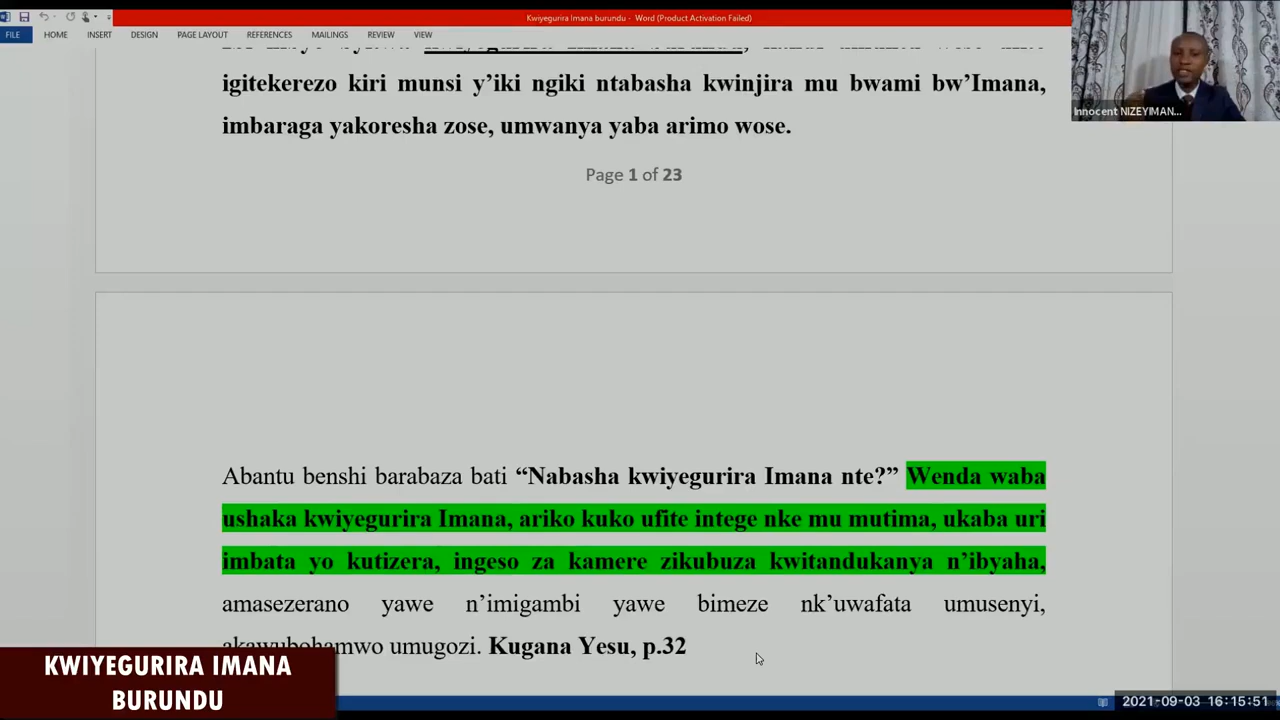 Kwiyegurira Imana burundu - Word (Product Activation Failed)
FILE HOME INSERT DESIGN PAGE LAYOUT REFERENCES MAILINGS REVIEW VIEW
igitekerezo kiri munsi y’iki ngiki ntabasha kwinjira mu bwami bw’Imana,
imbaraga yakoresha zose, umwanya yaba arimo wose.
Innocent NIZEYIMAN...
Page 1 of 23
Abantu benshi barabaza bati “Nabasha kwiyegurira Imana nte?” Wenda waba
ushaka kwiyegurira Imana, ariko kuko ufite intege nke mu mutima, ukaba uri
imbata yo kutizera, ingeso za kamere zikubuza kwitandukanya n’ibyaha,
amasezerano yawe n’imigambi yawe bimeze nk’uwafata umusenyi,
akawubohamwo umugozi. Kugana Yesu, p.32
KWIYEGURIRA IMANA
BURUNDU
2021-09-03 16:15:51